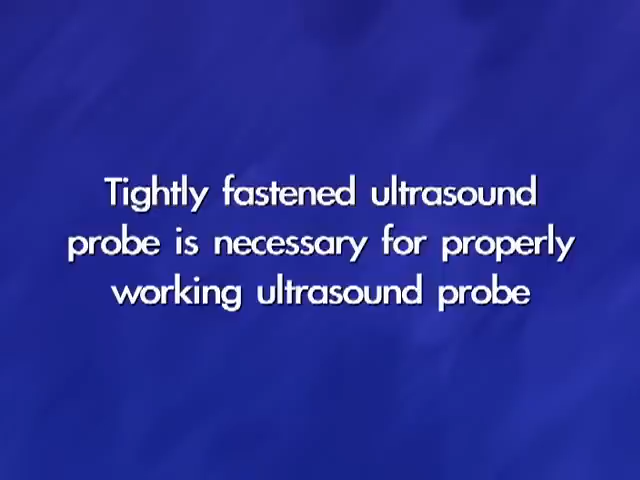 Tightly fastened ultrasound
probe is necessary for properly
working ultrasound probe